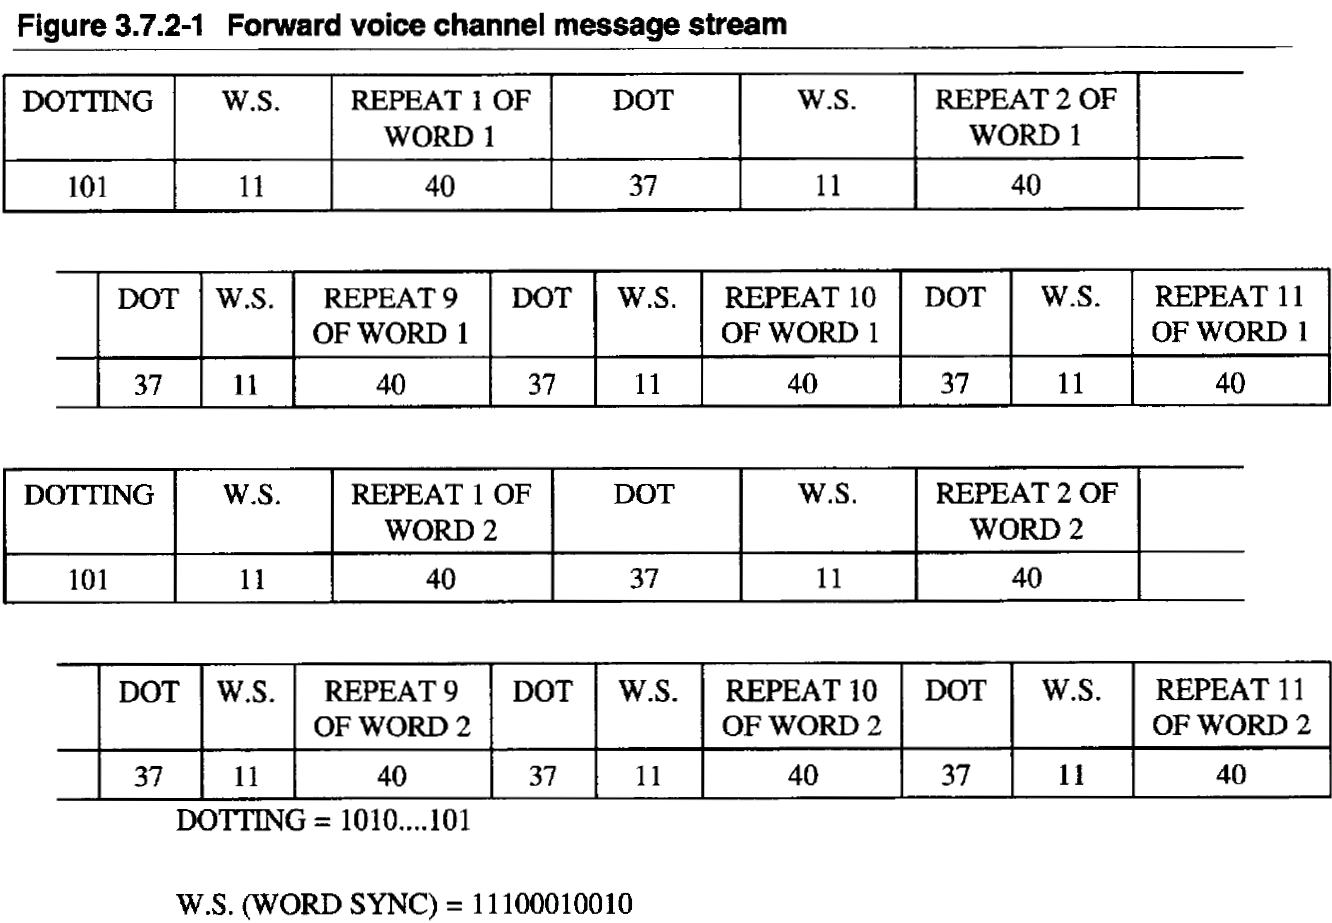 Figure 3.7.2-1 Forward voice channel message stream
DOTTING W.S. REPEAT 1 OF DOT W.S. REPEAT 2 OF
WORD 1 WORD 1
101 11 40 37 11 40
DOT W.S. REPEAT 9 DOT W.S. REPEAT 10 DOT W.S. REPEAT 11
OF WORD 1 OF WORD 1 OF WORD 1
37 11 40 37 11 40 37 11 40
DOTTING W.S. REPEAT 1 OF DOT W.S. REPEAT 2 OF
WORD 2 WORD 2
101 11 40 37 11 40
DOT W.S. REPEAT 9 DOT W.S. REPEAT 10 DOT W.S. REPEAT 11
OF WORD 2 OF WORD 2 OF WORD 2
37 11 40 37 11 40 37 11 40
DOTTING = 1010....101
W.S. (WORD SYNC) = 11100010010